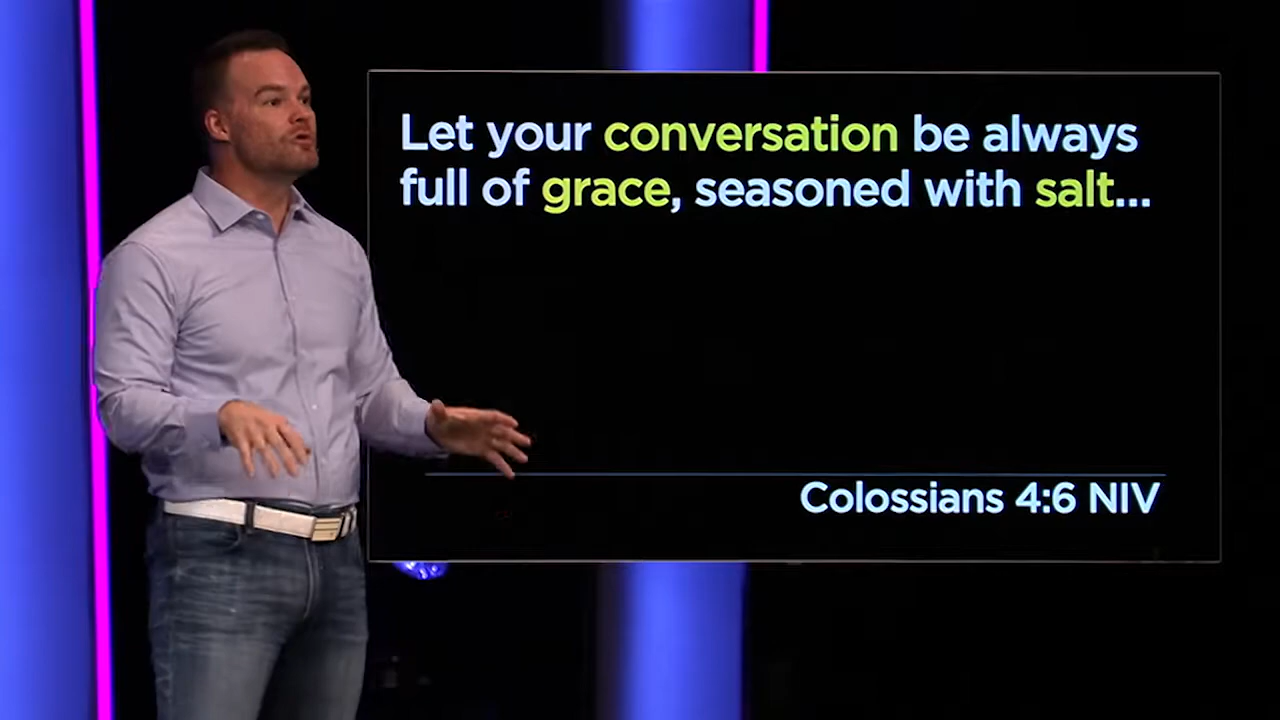 Let your conversation be always
full of grace, seasoned with salt...
Colossians 4:6 NIV